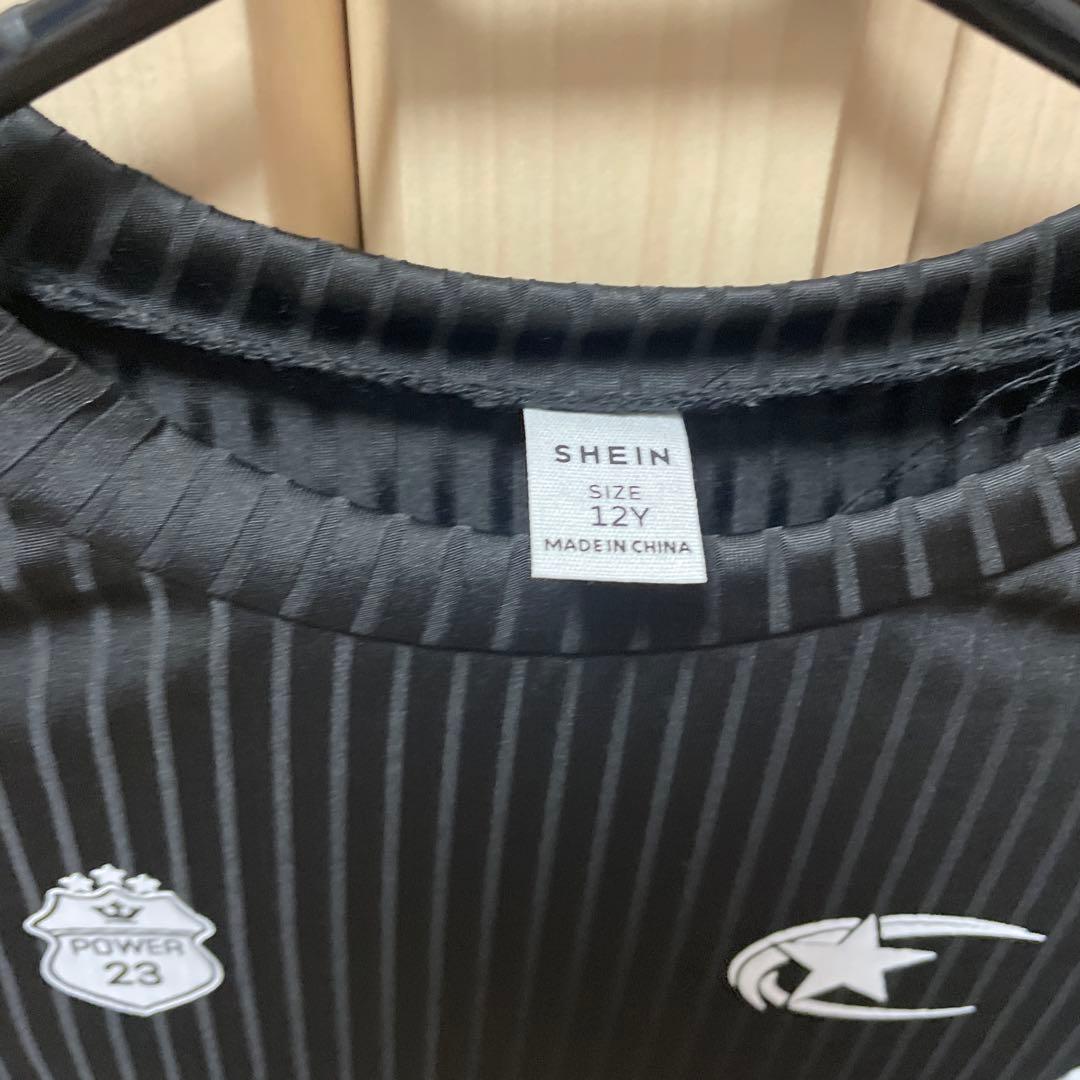 SHEIN
SIZE
12Y
MADE IN CHINA
POWER
23